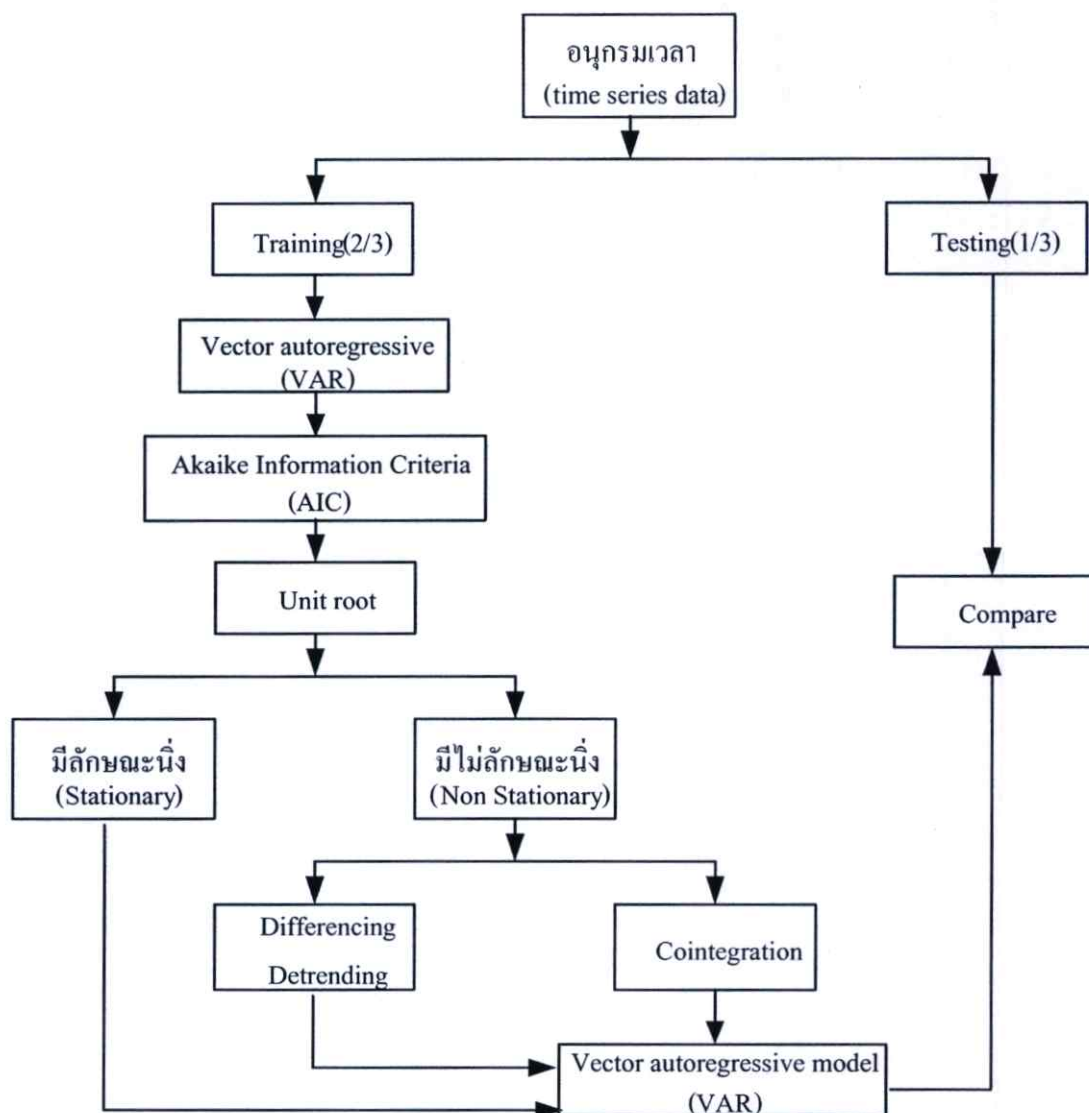 อนุกรมเวลา
(time series data)
Training(2/3)
Testing(1/3)
Vector autoregressive
(VAR)
Akaike Information Criteria
(AIC)
Unit root
Compare
มีลักษณะนิ่ง
(Stationary)
มีไม่ลักษณะนิ่ง
(Non Stationary)
Differencing
Detrending
Cointegration
Vector autoregressive model
(VAR)